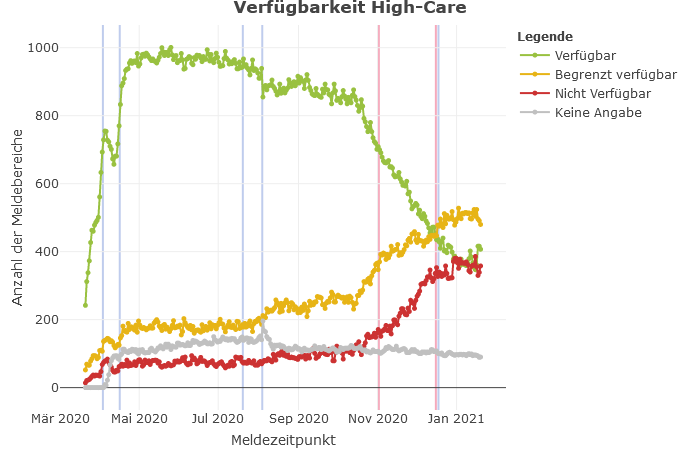 Verfügbarkeit High-Care
Legende
Verfügbar
Begrenzt verfügbar
Nicht Verfügbar
Keine Angabe
Anzahl der Meldebereiche
1000
800
600
400
200
0
Mär 2020 Mai 2020 Jul 2020 Sep 2020 Nov 2020 Jan 2021
Meldezeitpunkt